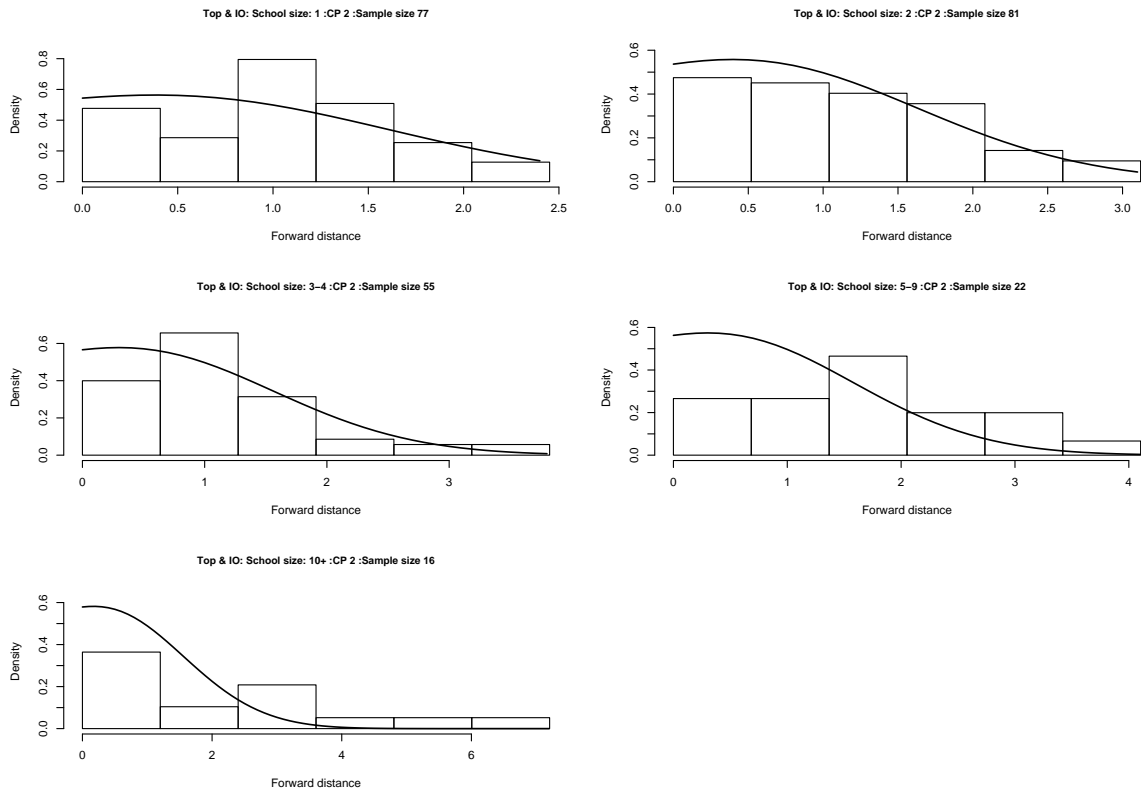 Top & IO: School size: 1 :CP 2 :Sample size 77
Density
0.0 0.2 0.4 0.6 0.8
0.0 0.5 1.0 1.5 2.0 2.5
Forward distance
Top & IO: School size: 2 :CP 2 :Sample size 81
Density
0.0 0.2 0.4 0.6
0.0 0.5 1.0 1.5 2.0 2.5 3.0
Forward distance
Top & IO: School size: 3–4 :CP 2 :Sample size 55
Density
0.0 0.2 0.4 0.6
0 1 2 3
Forward distance
Top & IO: School size: 5–9 :CP 2 :Sample size 22
Density
0.0 0.2 0.4 0.6
0 1 2 3 4
Forward distance
Top & IO: School size: 10+ :CP 2 :Sample size 16
Density
0.0 0.2 0.4 0.6
0 2 4 6
Forward distance